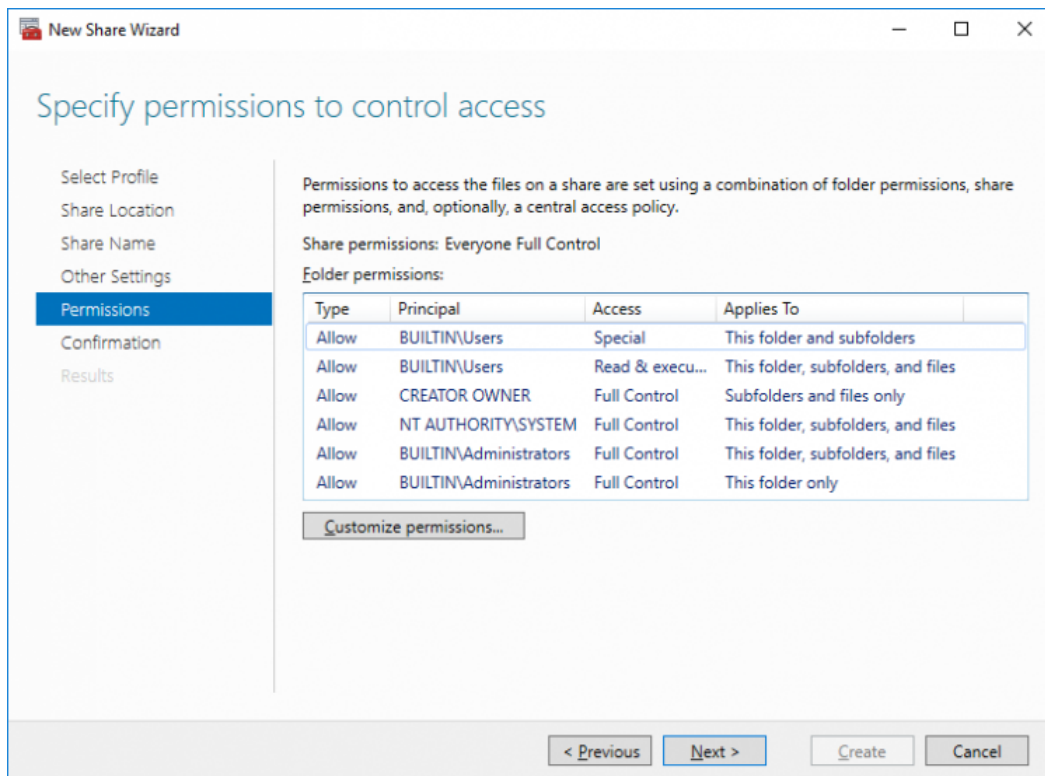 New Share Wizard
Specify permissions to control access
Select Profile
Share Location
Share Name
Other Settings
Permissions
Confirmation
Results
Permissions to access the files on a share are set using a combination of folder permissions, share
permissions, and, optionally, a central access policy.
Share permissions: Everyone Full Control
Folder permissions:
Type Principal Access Applies To
Allow BUILTIN\Users Special This folder and subfolders
Allow BUILTIN\Users Read & execu... This folder, subfolders, and files
Allow CREATOR OWNER Full Control Subfolders and files only
Allow NT AUTHORITY\SYSTEM Full Control This folder, subfolders, and files
Allow BUILTIN\Administrators Full Control This folder, subfolders, and files
Allow BUILTIN\Administrators Full Control This folder only
Customize permissions...
< Previous Next > Create Cancel